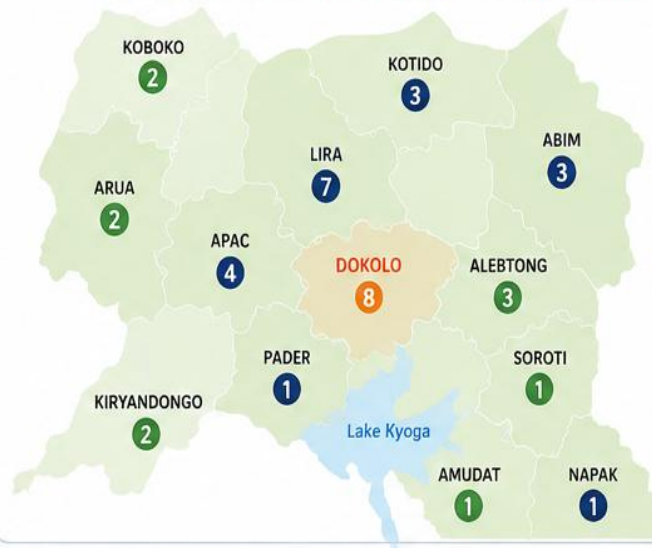 KOBOKO
2
KOTIDO
3
ABIM
3
LIRA
7
ARUA
2
APAC
4
DOKOLO
8
ALEBTONG
3
PADER
1
SOROTI
1
KIRYANDONGO
2
Lake Kyoga
AMUDAT
1
NAPAK
1